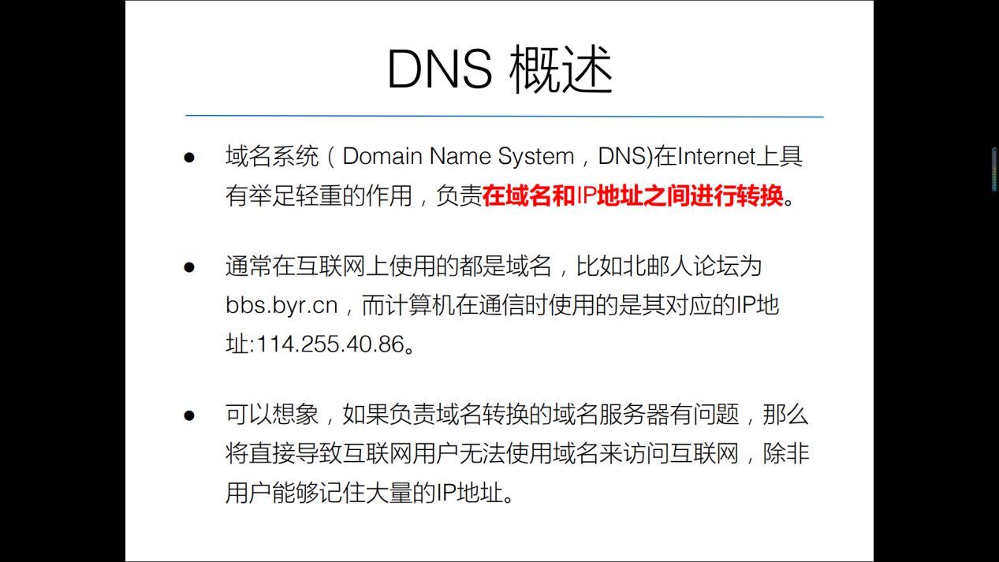 DNS 概述
● 域名系统（Domain Name System，DNS)在Internet上具
有举足轻重的作用，负责在域名和IP地址之间进行转换。
● 通常在互联网上使用的都是域名，比如北邮人论坛为
bbs.byr.cn，而计算机在通信时使用的是其对应的IP地
址:114.255.40.86。
● 可以想象，如果负责域名转换的域名服务器有问题，那么
将直接导致互联网用户无法使用域名来访问互联网，除非
用户能够记住大量的IP地址。